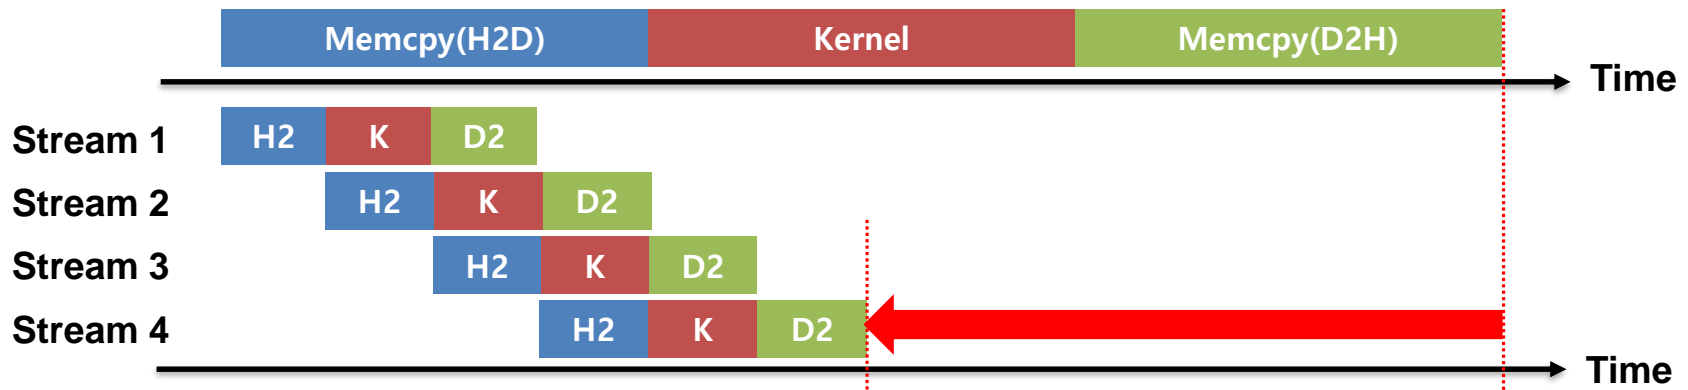 Memcpy(H2D) Kernel Memcpy(D2H)
Time
Stream 1 H2 K D2
Stream 2 H2 K D2
Stream 3 H2 K D2
Stream 4 H2 K D2
Time